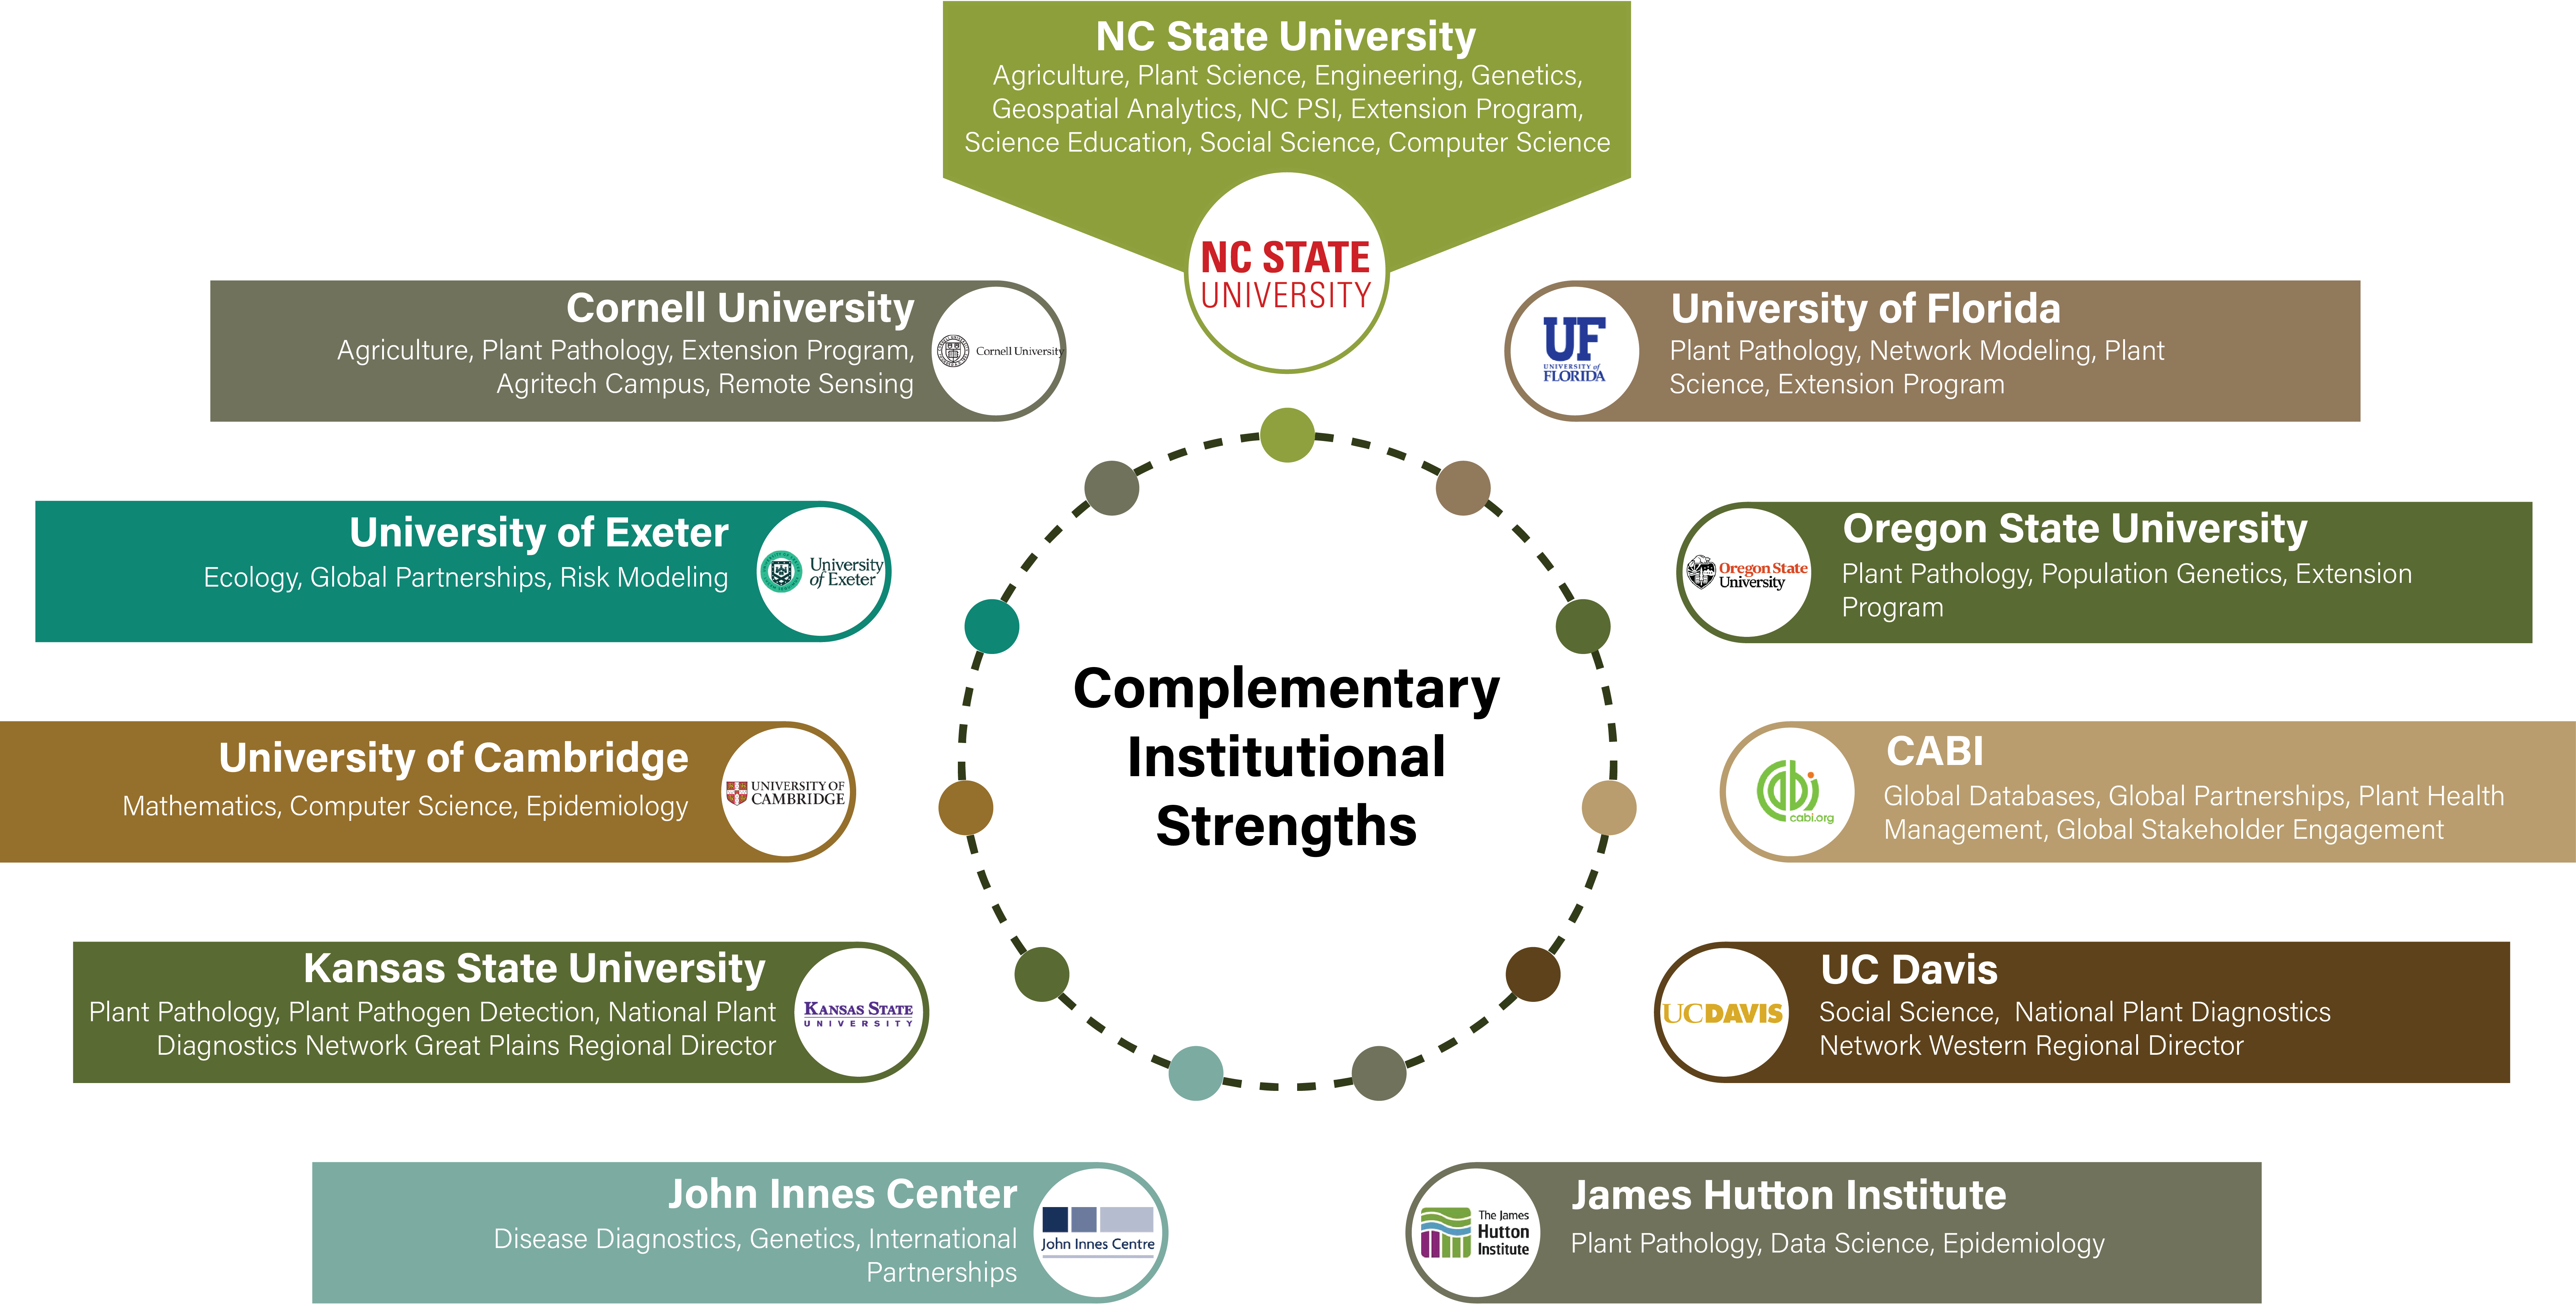 NC State University
Agriculture, Plant Science, Engineering, Genetics,
Geospatial Analytics, NC PSI, Extension Program,
Science Education, Social Science, Computer Science
NC STATE
UNIVERSITY
Cornell University
Agriculture, Plant Pathology, Extension Program,
Agritech Campus, Remote Sensing
Cornell University
UF
UNIVERSITY of
FLORIDA
University of Florida
Plant Pathology, Network Modeling, Plant
Science, Extension Program
University of Exeter
Ecology, Global Partnerships, Risk Modeling
University
of Exeter
Oregon State
University
Oregon State University
Plant Pathology, Population Genetics, Extension
Program
Complementary
Institutional
Strengths
University of Cambridge
Mathematics, Computer Science, Epidemiology
UNIVERSITY OF
CAMBRIDGE
cabi
cabi.org
CABI
Global Databases, Global Partnerships, Plant Health
Management, Global Stakeholder Engagement
Kansas State University
Plant Pathology, Plant Pathogen Detection, National Plant
Diagnostics Network Great Plains Regional Director
KANSAS STATE
UNIVERSITY
UCDAVIS
UC Davis
Social Science,  National Plant Diagnostics
Network Western Regional Director
John Innes Center
Disease Diagnostics, Genetics, International
Partnerships
John Innes Centre
The James
Hutton
Institute
James Hutton Institute
Plant Pathology, Data Science, Epidemiology